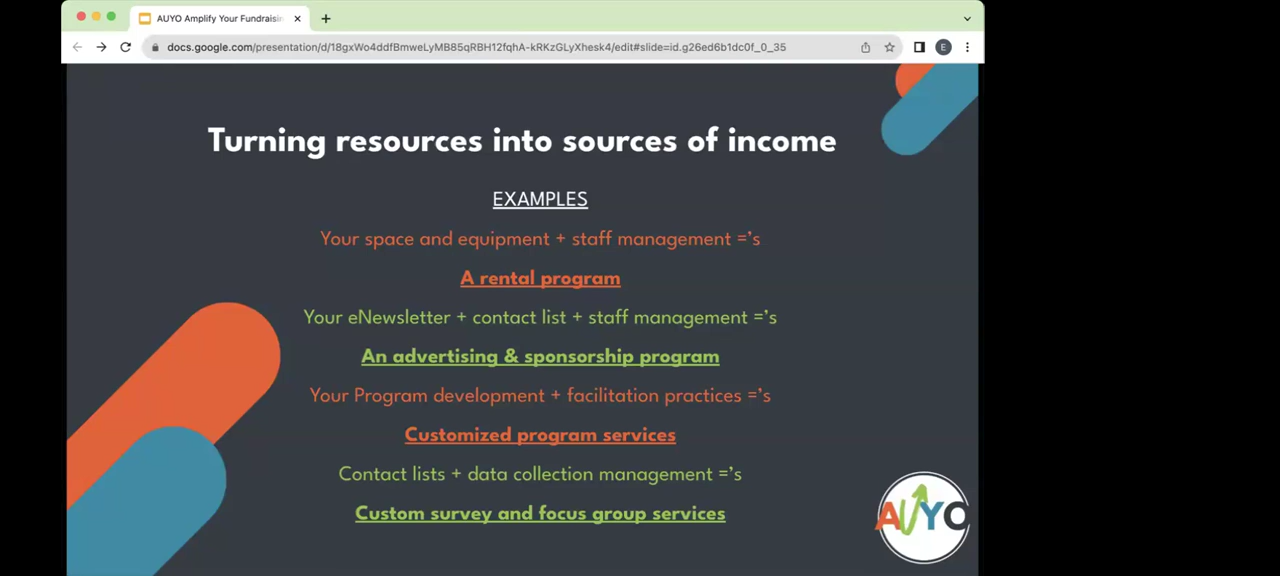 AUYO Amplify Your Fundraisin
docs.google.com/presentation/d/18gxWo4ddfBmweLyMB85qRBH12fqhA-kRKzGLyXhesk4/edit#slide=id.g26ed6b1dc0f_0_35
E
Turning resources into sources of income
EXAMPLES
Your space and equipment + staff management =’s
A rental program
Your eNewsletter + contact list + staff management =’s
An advertising & sponsorship program
Your Program development + facilitation practices =’s
Customized program services
Contact lists + data collection management =’s
Custom survey and focus group services
AUYO